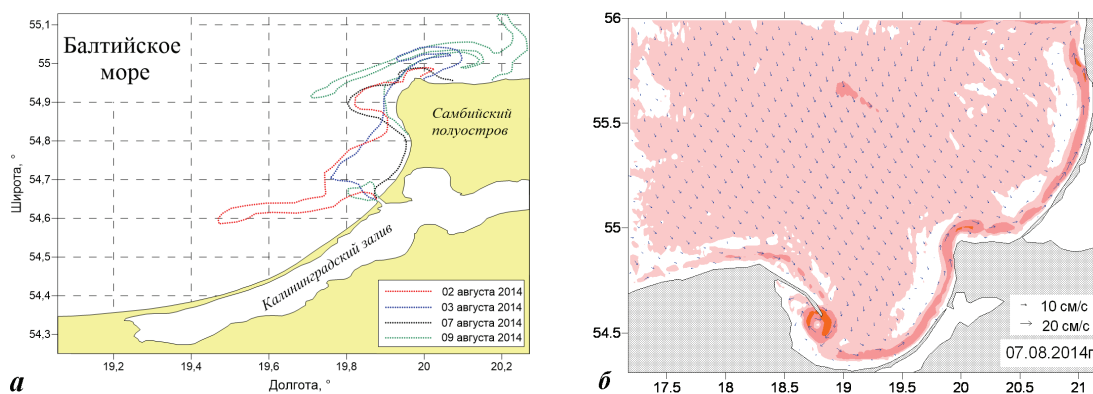 Балтийское
море
Самбийский
полуостров
Калининградский залив
55,1
55
54,9
54,8
54,7
54,6
54,5
54,4
54,3
Широта, °
02 августа 2014
03 августа 2014
07 августа 2014
09 августа 2014
19,2
19,4
19,6
19,8
20
20,2
Долгота, °
а
56
55.5
55
54.5
10 см/с
20 см/с
07.08.2014г
17.5
18
18.5
19
19.5
20
20.5
21
б